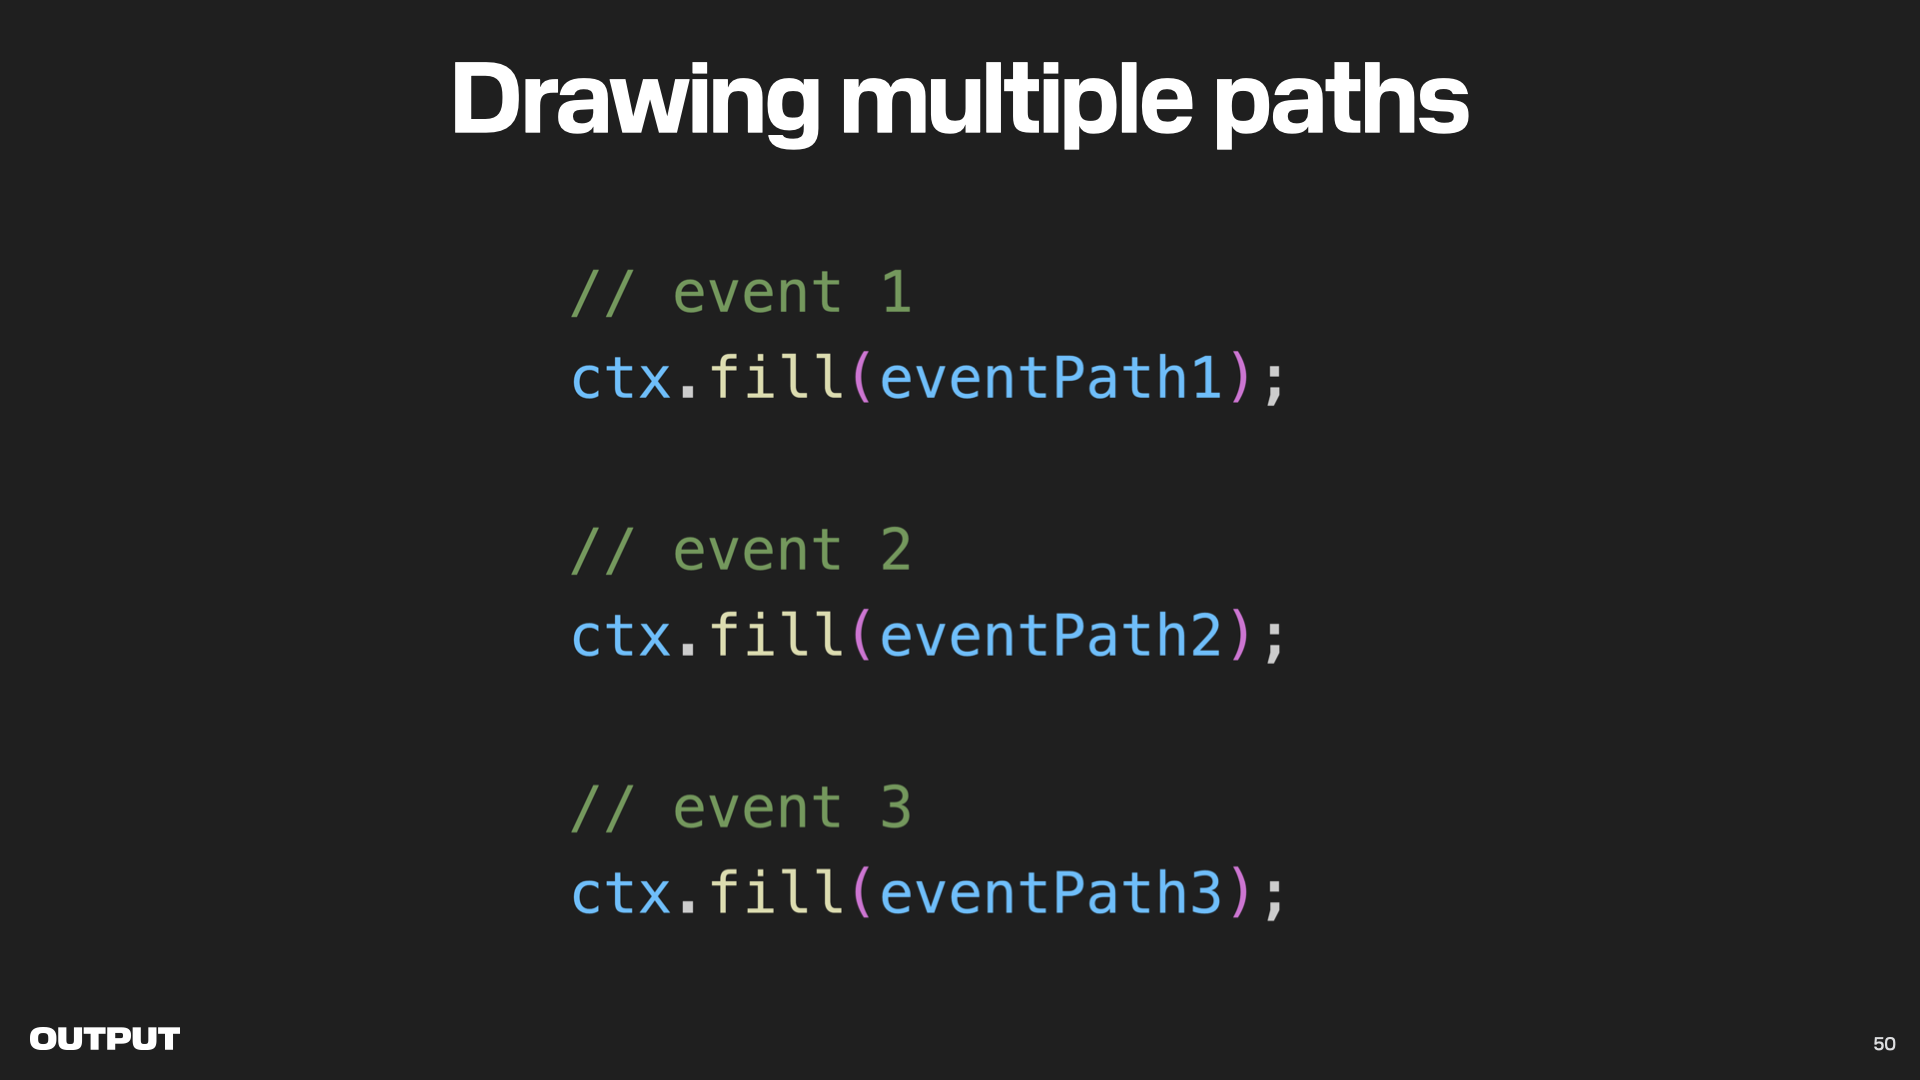 Drawing multiple paths
// event 1
ctx.fill(eventPath1);
// event 2
ctx.fill(eventPath2);
// event 3
ctx.fill(eventPath3);
OUTPUT
50